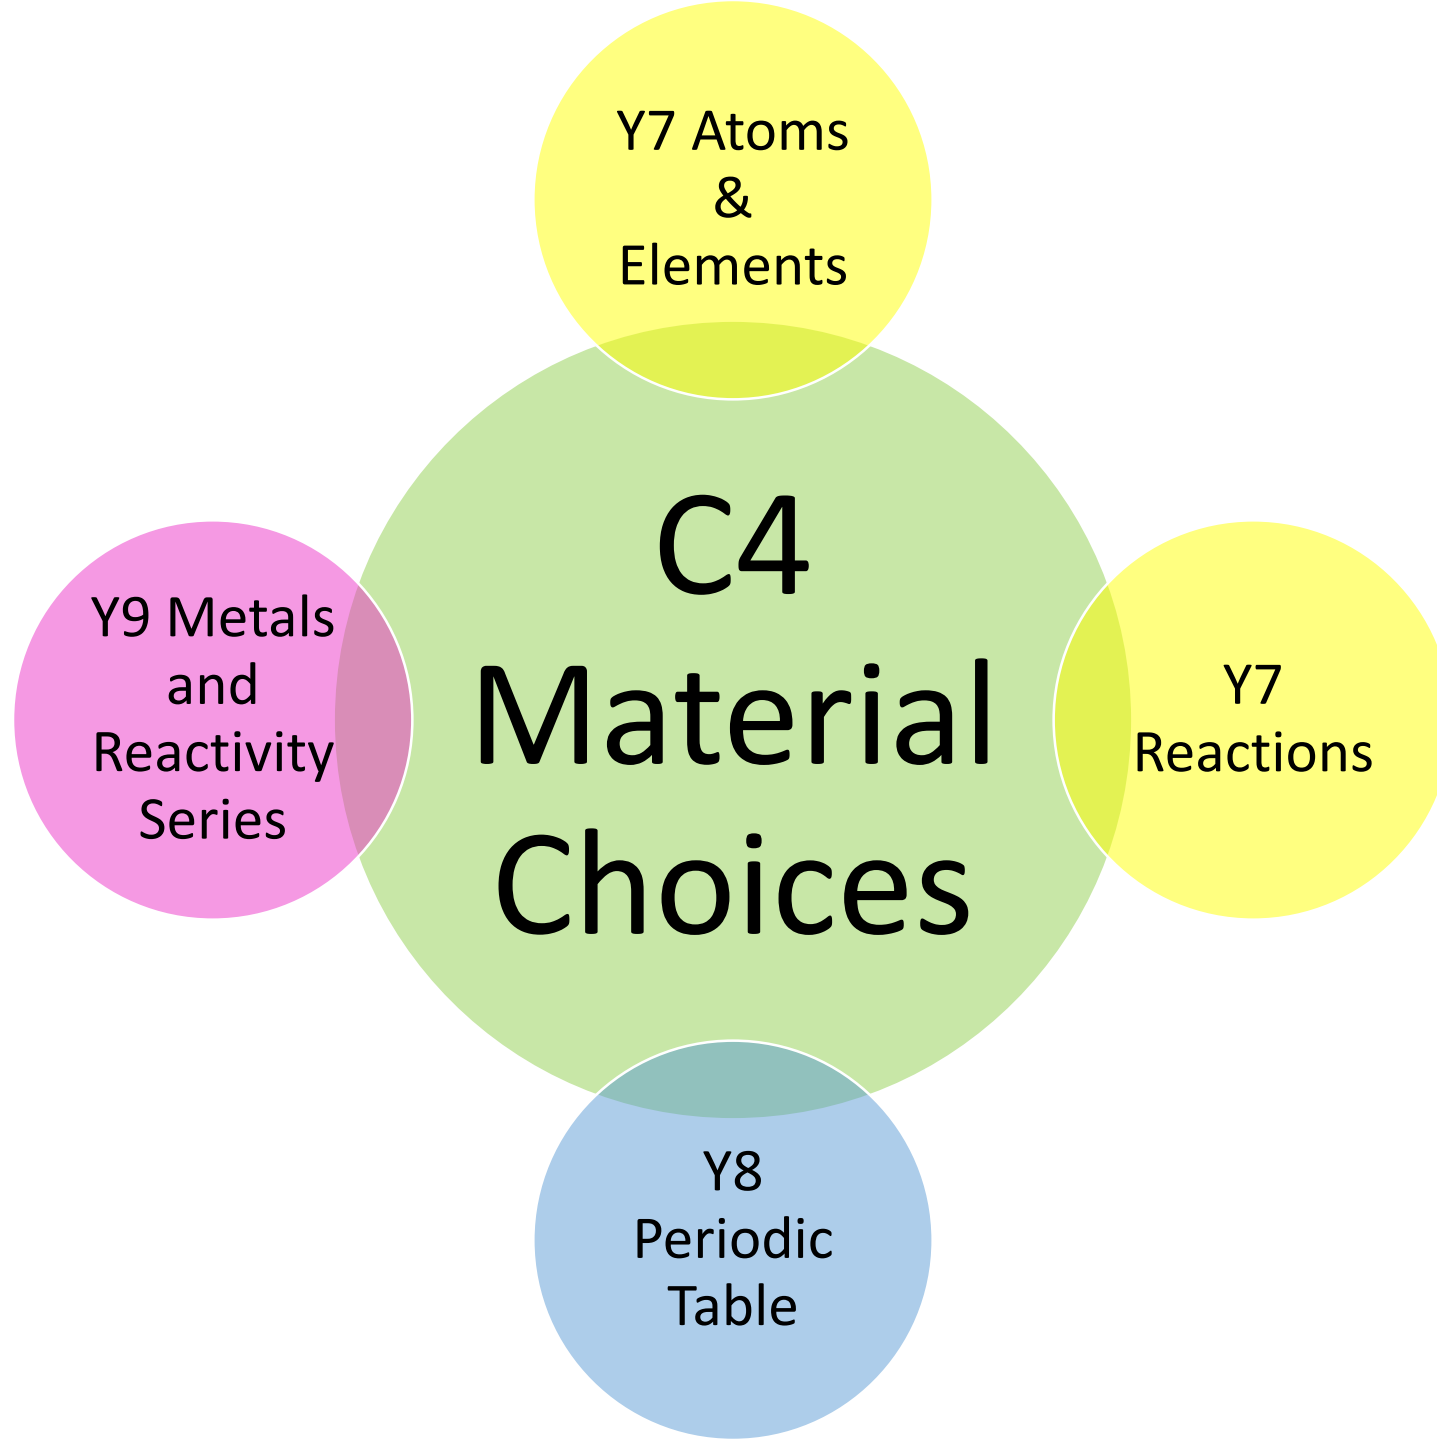 Y7 Atoms
&
Elements
C4
Material
Choices
Y9 Metals
and
Reactivity
Series
Y7
Reactions
Y8
Periodic
Table